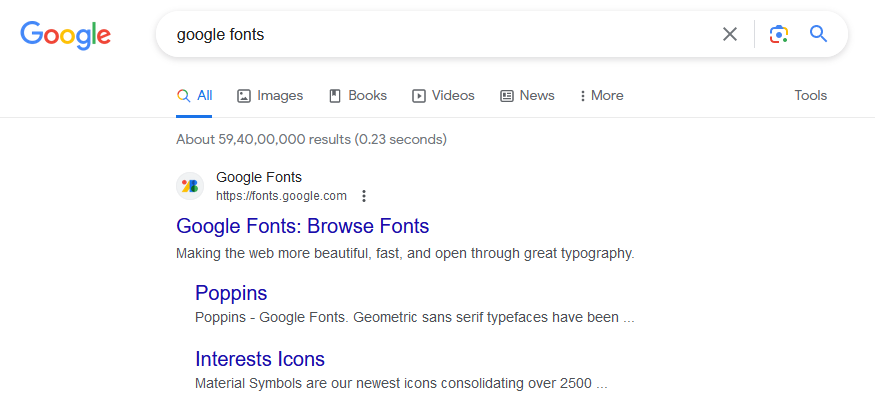 Google
google fonts
All Images Books Videos News More Tools
About 59,40,00,000 results (0.23 seconds)
Google Fonts
https://fonts.google.com
Google Fonts: Browse Fonts
Making the web more beautiful, fast, and open through great typography.
Poppins
Poppins - Google Fonts. Geometric sans serif typefaces have been ...
Interests Icons
Material Symbols are our newest icons consolidating over 2500 ...